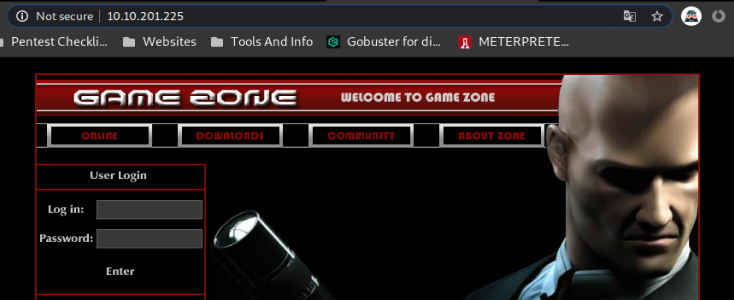 Not secure | 10.10.201.225
Pentest Checkli... Websites Tools And Info Gobuster for di... METERPRETE...
GAME ZONE WELCOME TO GAME ZONE
ONLINE DOWNLOADS COMMUNITY ABOUT ZONE
User Login
Log in:
Password:
Enter